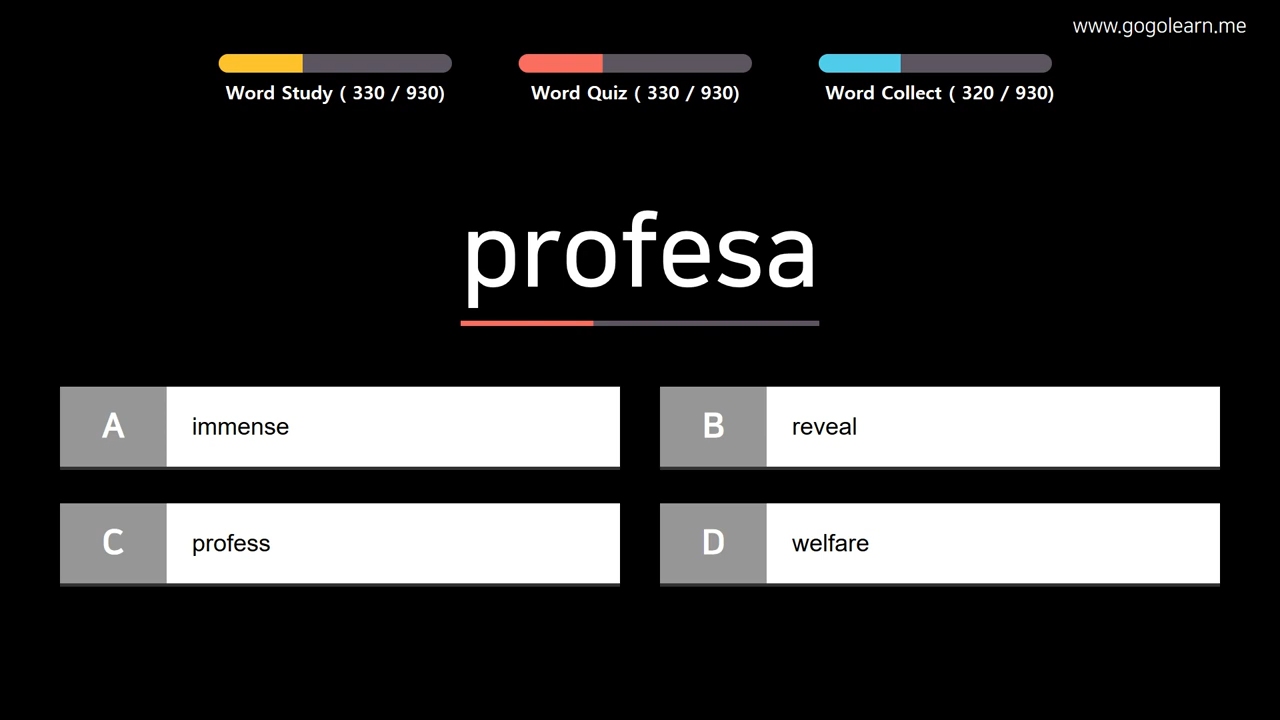 www.gogolearn.me
Word Study ( 330 / 930)
Word Quiz ( 330 / 930)
Word Collect ( 320 / 930)
profesa
A immense
B reveal
C profess
D welfare